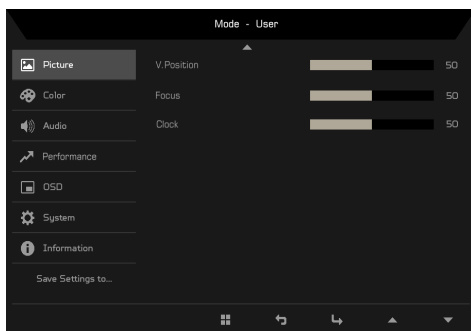 Mode - User
Picture
V.Position 50
Color
Focus 50
Audio
Clock 50
Performance
OSD
System
Information
Save Settings to...